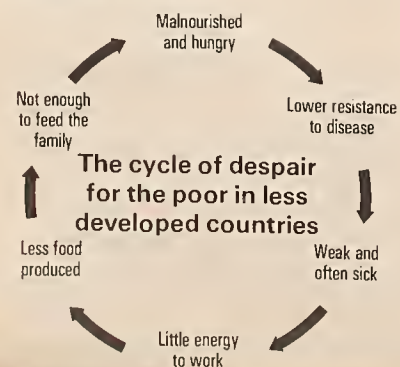 Malnourished
and hungry
Lower resistance
to disease
Weak and
often sick
Little energy
to work
Less food
produced
Not enough
to feed the
family
The cycle of despair
for the poor in less
developed countries